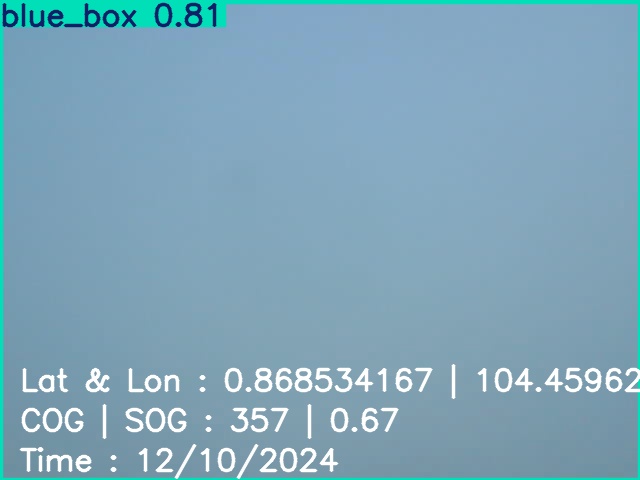 blue_box 0.81
Lat & Lon : 0.868534167 | 104.45962
COG | SOG : 357 | 0.67
Time : 12/10/2024